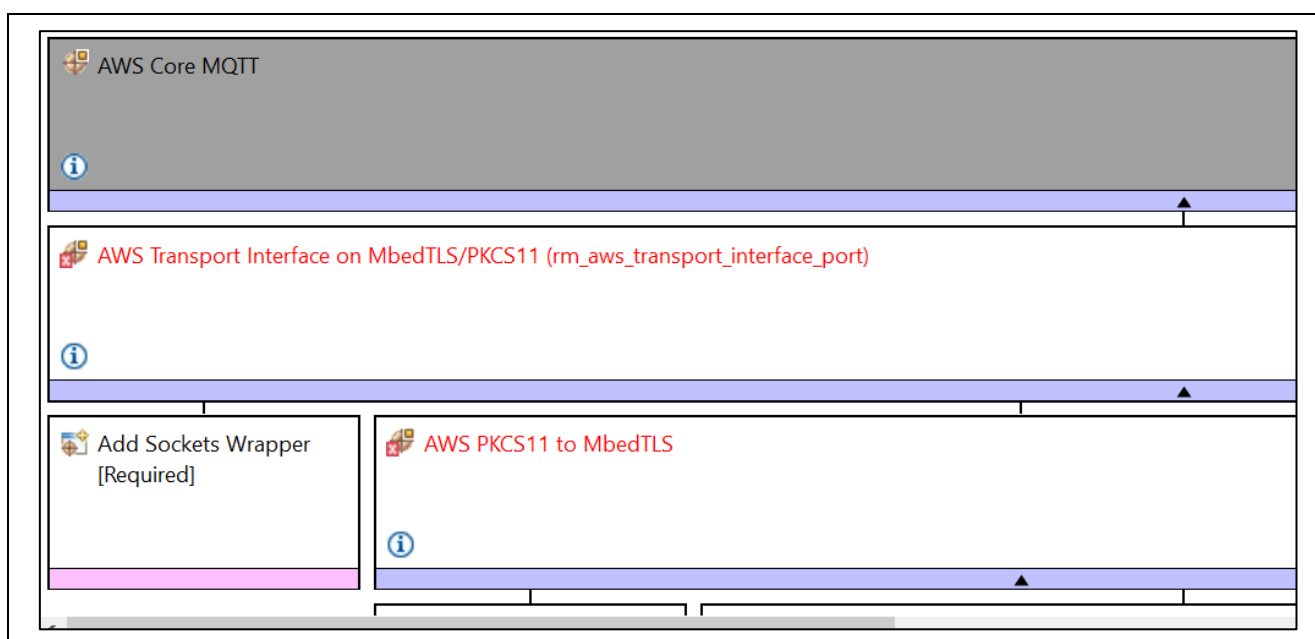 AWS Core MQTT
AWS Transport Interface on MbedTLS/PKCS11 (rm_aws_transport_interface_port)
Add Sockets Wrapper
[Required]
AWS PKCS11 to MbedTLS